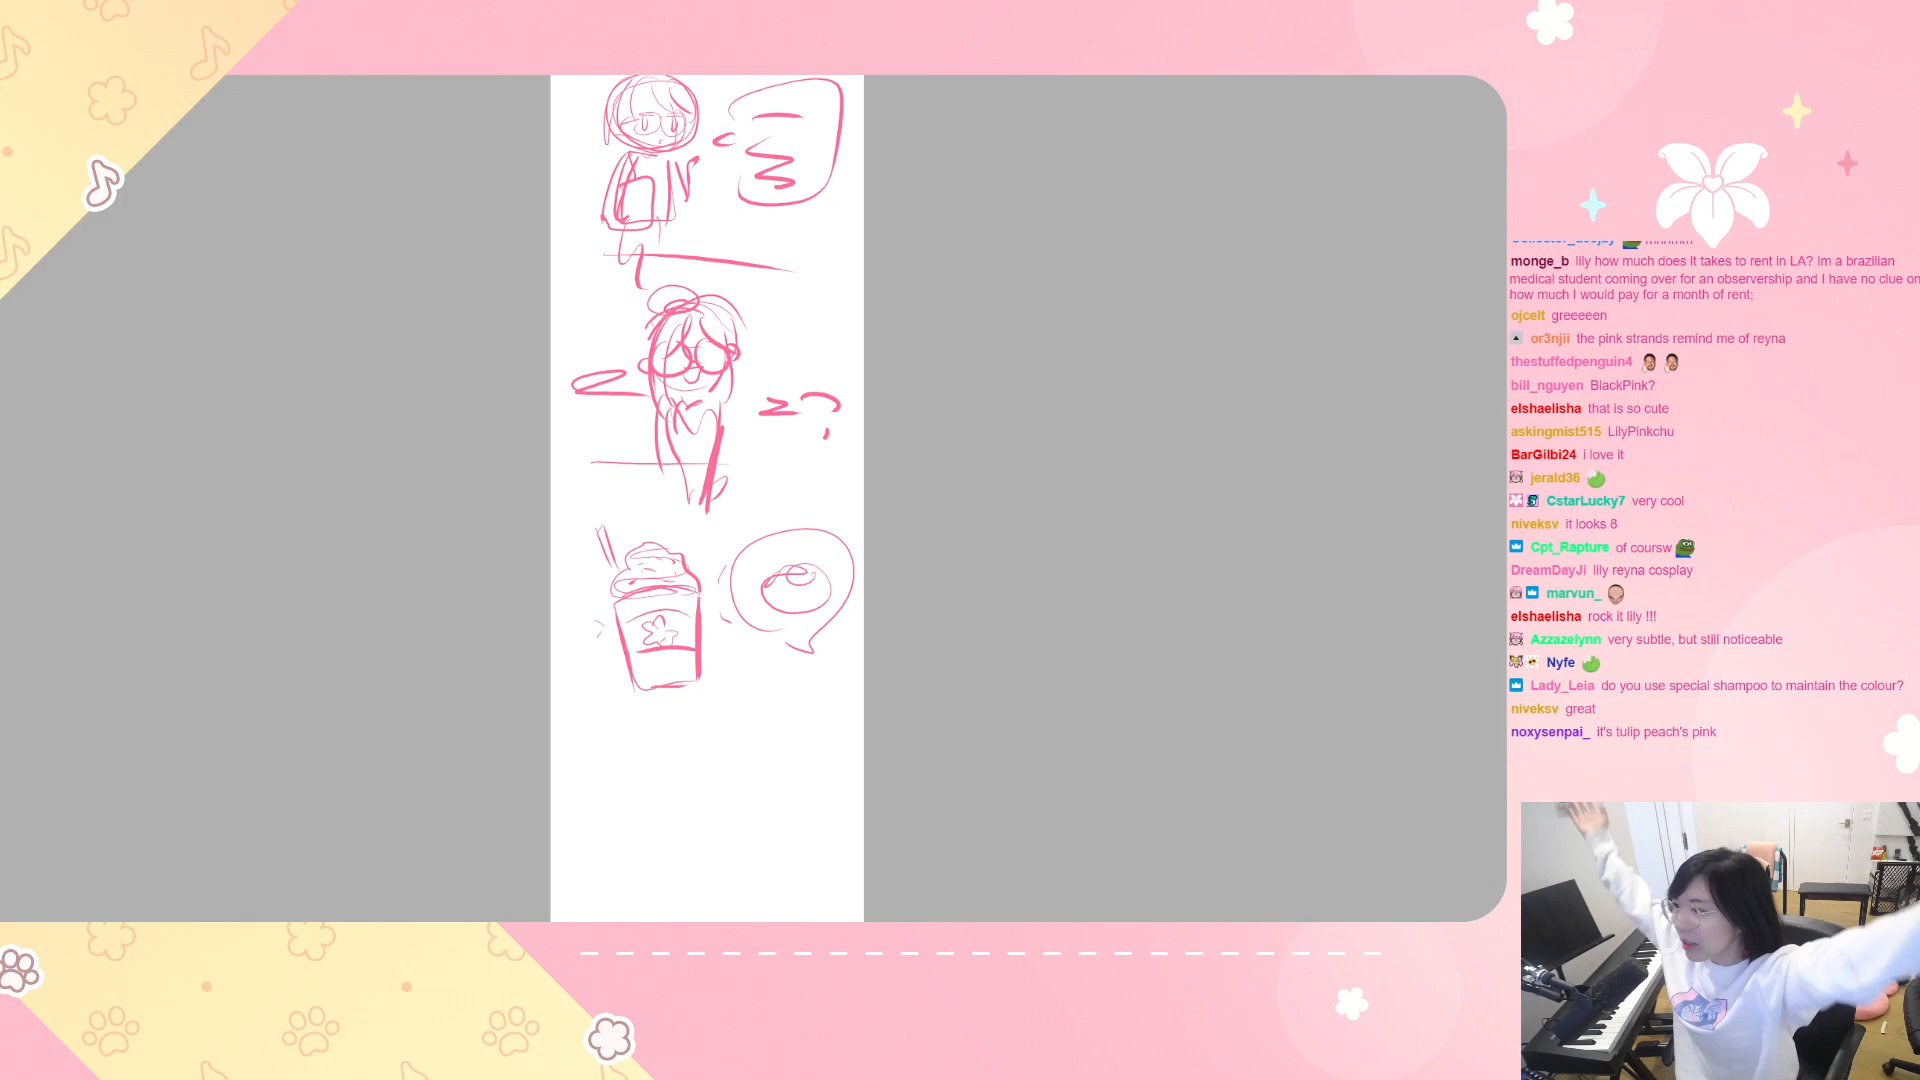 monge_b lily how much does it takes to rent in LA? Im a brazilian
medical student coming over for an observership and I have no clue on
how much I would pay for a month of rent;
ojcelt greeeeen
or3njii the pink strands remind me of reyna
thestuffedpenguin4
bill_nguyen BlackPink?
elshaelisha that is so cute
askingmist515 LilyPinkchu
BarGilbi24 i love it
jerald36
CstarLucky7 very cool
niveksv it looks 8
Cpt_Rapture of coursw
DreamDayJi lily reyna cosplay
marvun_
elshaelisha rock it lily !!!
Azzazelynn very subtle, but still noticeable
Nyfe
Lady_Leia do you use special shampoo to maintain the colour?
niveksv great
noxysenpai_ it's tulip peach's pink